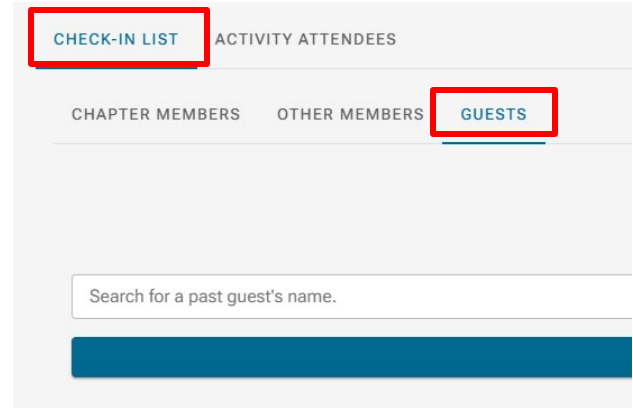 CHECK-IN LIST ACTIVITY ATTENDEES
CHAPTER MEMBERS OTHER MEMBERS GUESTS
Search for a past guest's name.